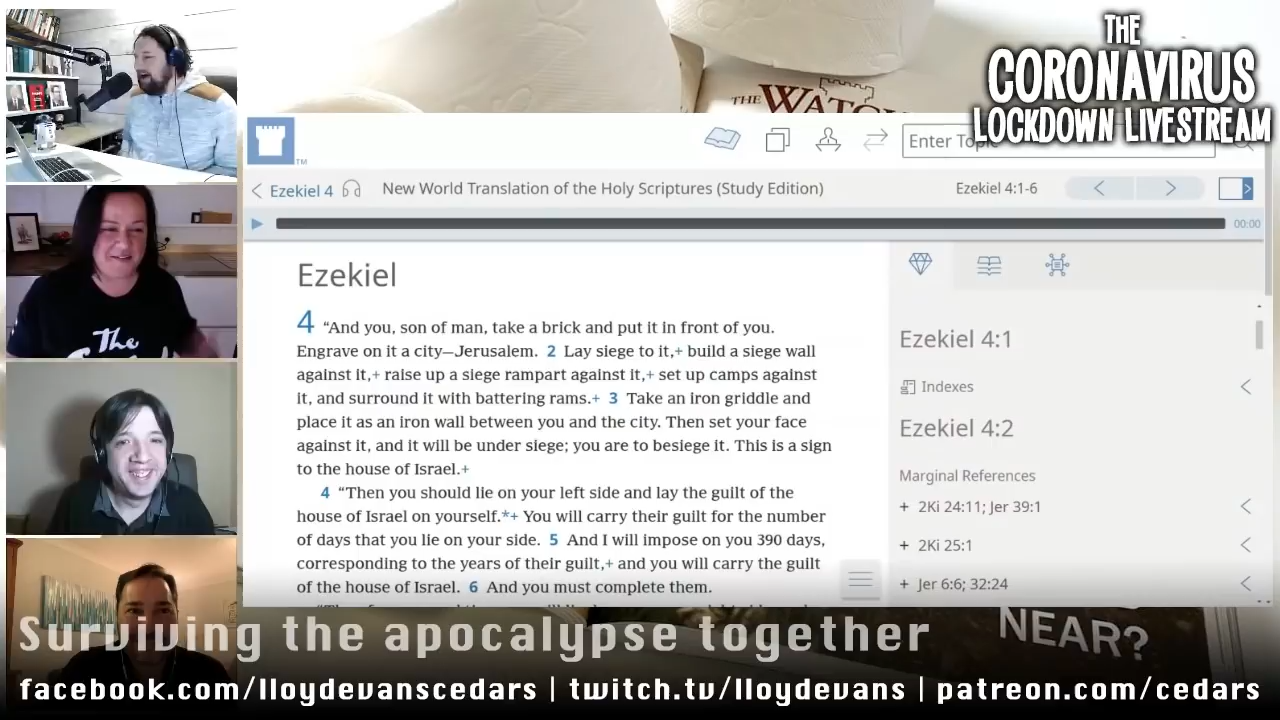 THE
CORONAVIRUS
LOCKDOWN LIVESTREAM
THE
Enter Topic
TM
Ezekiel 4
New World Translation of the Holy Scriptures (Study Edition)
Ezekiel 4:1-6
00:00
Ezekiel
4 “And you, son of man, take a brick and put it in front of you.
Engrave on it a city—Jerusalem. 2 Lay siege to it,+ build a siege wall
against it,+ raise up a siege rampart against it,+ set up camps against
it, and surround it with battering rams.+ 3 Take an iron griddle and
place it as an iron wall between you and the city. Then set your face
against it, and it will be under siege; you are to besiege it. This is a sign
to the house of Israel.+
4 “Then you should lie on your left side and lay the guilt of the
house of Israel on yourself.*+ You will carry their guilt for the number
of days that you lie on your side. 5 And I will impose on you 390 days,
corresponding to the years of their guilt,+ and you will carry the guilt
of the house of Israel. 6 And you must complete them.
Ezekiel 4:1
Indexes
Ezekiel 4:2
Marginal References
+ 2Ki 24:11; Jer 39:1
+ 2Ki 25:1
+ Jer 6:6; 32:24
The
NEAR?
Surviving the apocalypse together
facebook.com/lloydevanscedars | twitch.tv/lloydevans | patreon.com/cedars